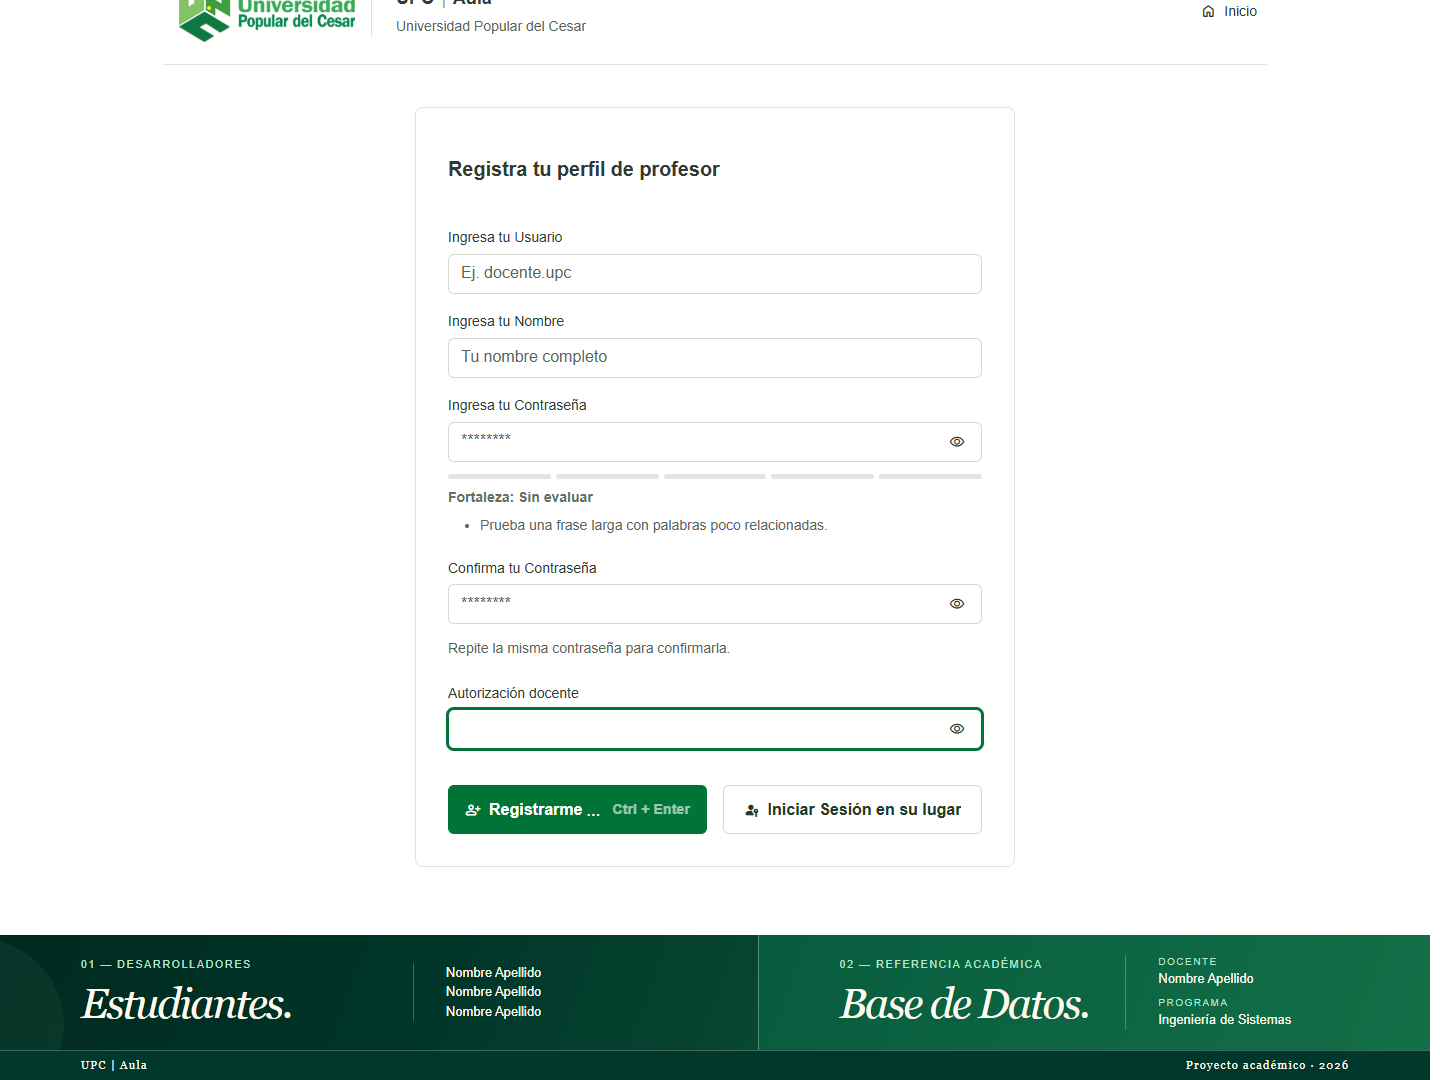 Universidad
Popular del Cesar
UPC | Aula
Universidad Popular del Cesar
Inicio
Registra tu perfil de profesor
Ingresa tu Usuario
Ej. docente.upc
Ingresa tu Nombre
Tu nombre completo
Ingresa tu Contraseña
********
Fortaleza: Sin evaluar
• Prueba una frase larga con palabras poco relacionadas.
Confirma tu Contraseña
********
Repite la misma contraseña para confirmarla.
Autorización docente
Registrarme ... Ctrl + Enter
Iniciar Sesión en su lugar
01 — DESARROLLADORES
Estudiantes.
Nombre Apellido
Nombre Apellido
Nombre Apellido
02 — REFERENCIA ACADÉMICA
Base de Datos.
DOCENTE
Nombre Apellido
PROGRAMA
Ingeniería de Sistemas
UPC | Aula
Proyecto académico · 2026